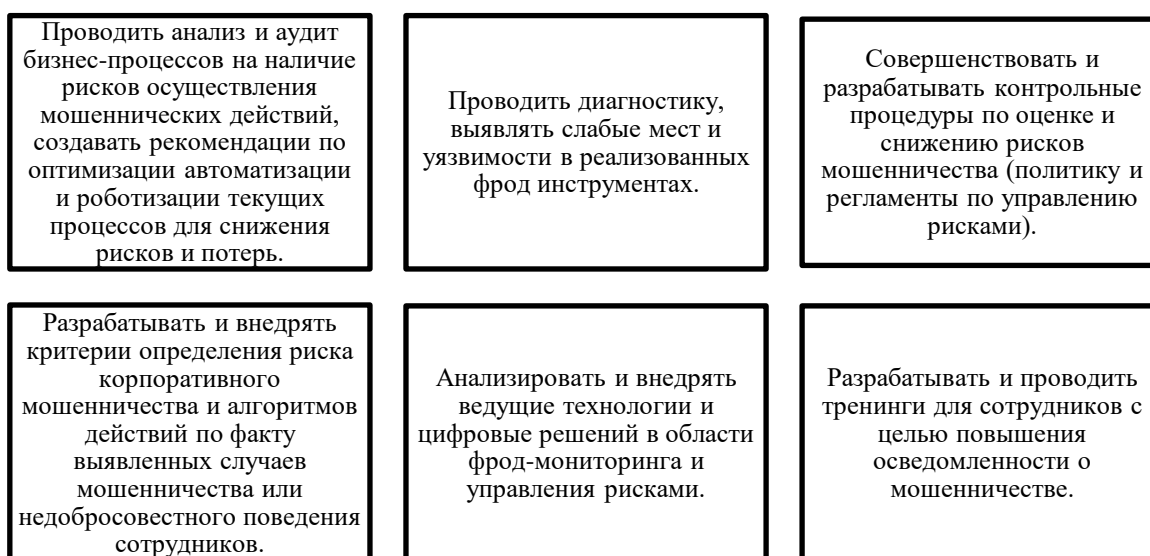 Проводить анализ и аудит
бизнес-процессов на наличие
рисков осуществления
мошеннических действий,
создавать рекомендации по
оптимизации автоматизации
и роботизации текущих
процессов для снижения
рисков и потерь.
Проводить диагностику,
выявлять слабые мест и
уязвимости в реализованных
фрод инструментах.
Совершенствовать и
разрабатывать контрольные
процедуры по оценке и
снижению рисков
мошенничества (политику и
регламенты по управлению
рисками).
Разрабатывать и внедрять
критерии определения риска
корпоративного
мошенничества и алгоритмов
действий по факту
выявленных случаев
мошенничества или
недобросовестного поведения
сотрудников.
Анализировать и внедрять
ведущие технологии и
цифровые решений в области
фрод-мониторинга и
управления рисками.
Разрабатывать и проводить
тренинги для сотрудников с
целью повышения
осведомленности о
мошенничестве.